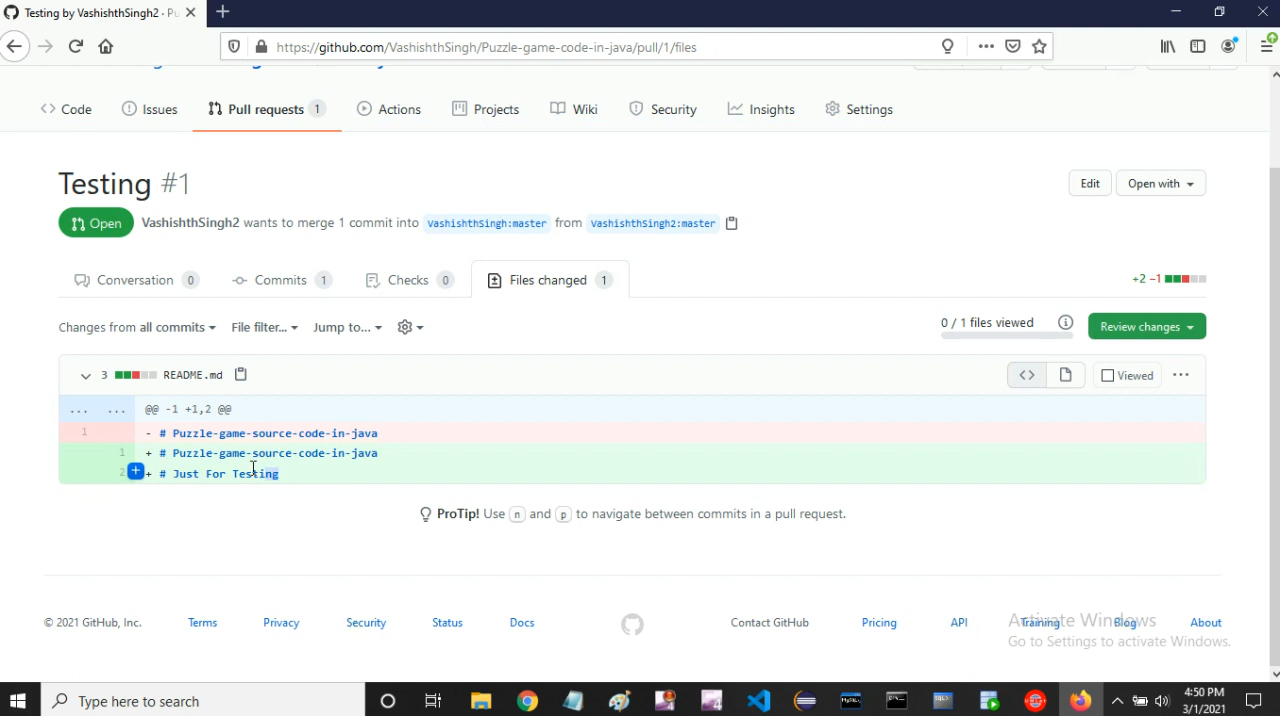 Testing by VashishthSingh2 · Pu
https://github.com/VashishthSingh/Puzzle-game-code-in-java/pull/1/files
Code
Issues
Pull requests 1
Actions
Projects
Wiki
Security
Insights
Settings
Testing #1
Edit
Open with
Open
VashishthSingh2 wants to merge 1 commit into VashishthSingh:master from VashishthSingh2:master
Conversation 0
Commits 1
Checks 0
Files changed 1
+2 −1
Changes from all commits
File filter...
Jump to...
0 / 1 files viewed
Review changes
3 README.md
Viewed
... ... @@ -1 +1,2 @@
1 - # Puzzle-game-source-code-in-java
1 + # Puzzle-game-source-code-in-java
2 + # Just For Testing
ProTip! Use n and p to navigate between commits in a pull request.
© 2021 GitHub, Inc.
Terms
Privacy
Security
Status
Docs
Contact GitHub
Pricing
API
Training
Blog
About
Activate Windows
Go to Settings to activate Windows.
Type here to search
4:50 PM
3/1/2021